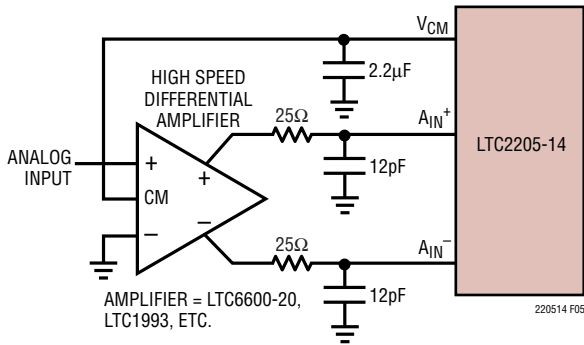 V_CM
HIGH SPEED
DIFFERENTIAL
AMPLIFIER
2.2µF
25Ω
A_IN^+
LTC2205-14
ANALOG
INPUT
+
+
12pF
CM
–
–
25Ω
A_IN^–
12pF
AMPLIFIER = LTC6600-20,
LTC1993, ETC.
220514 F05